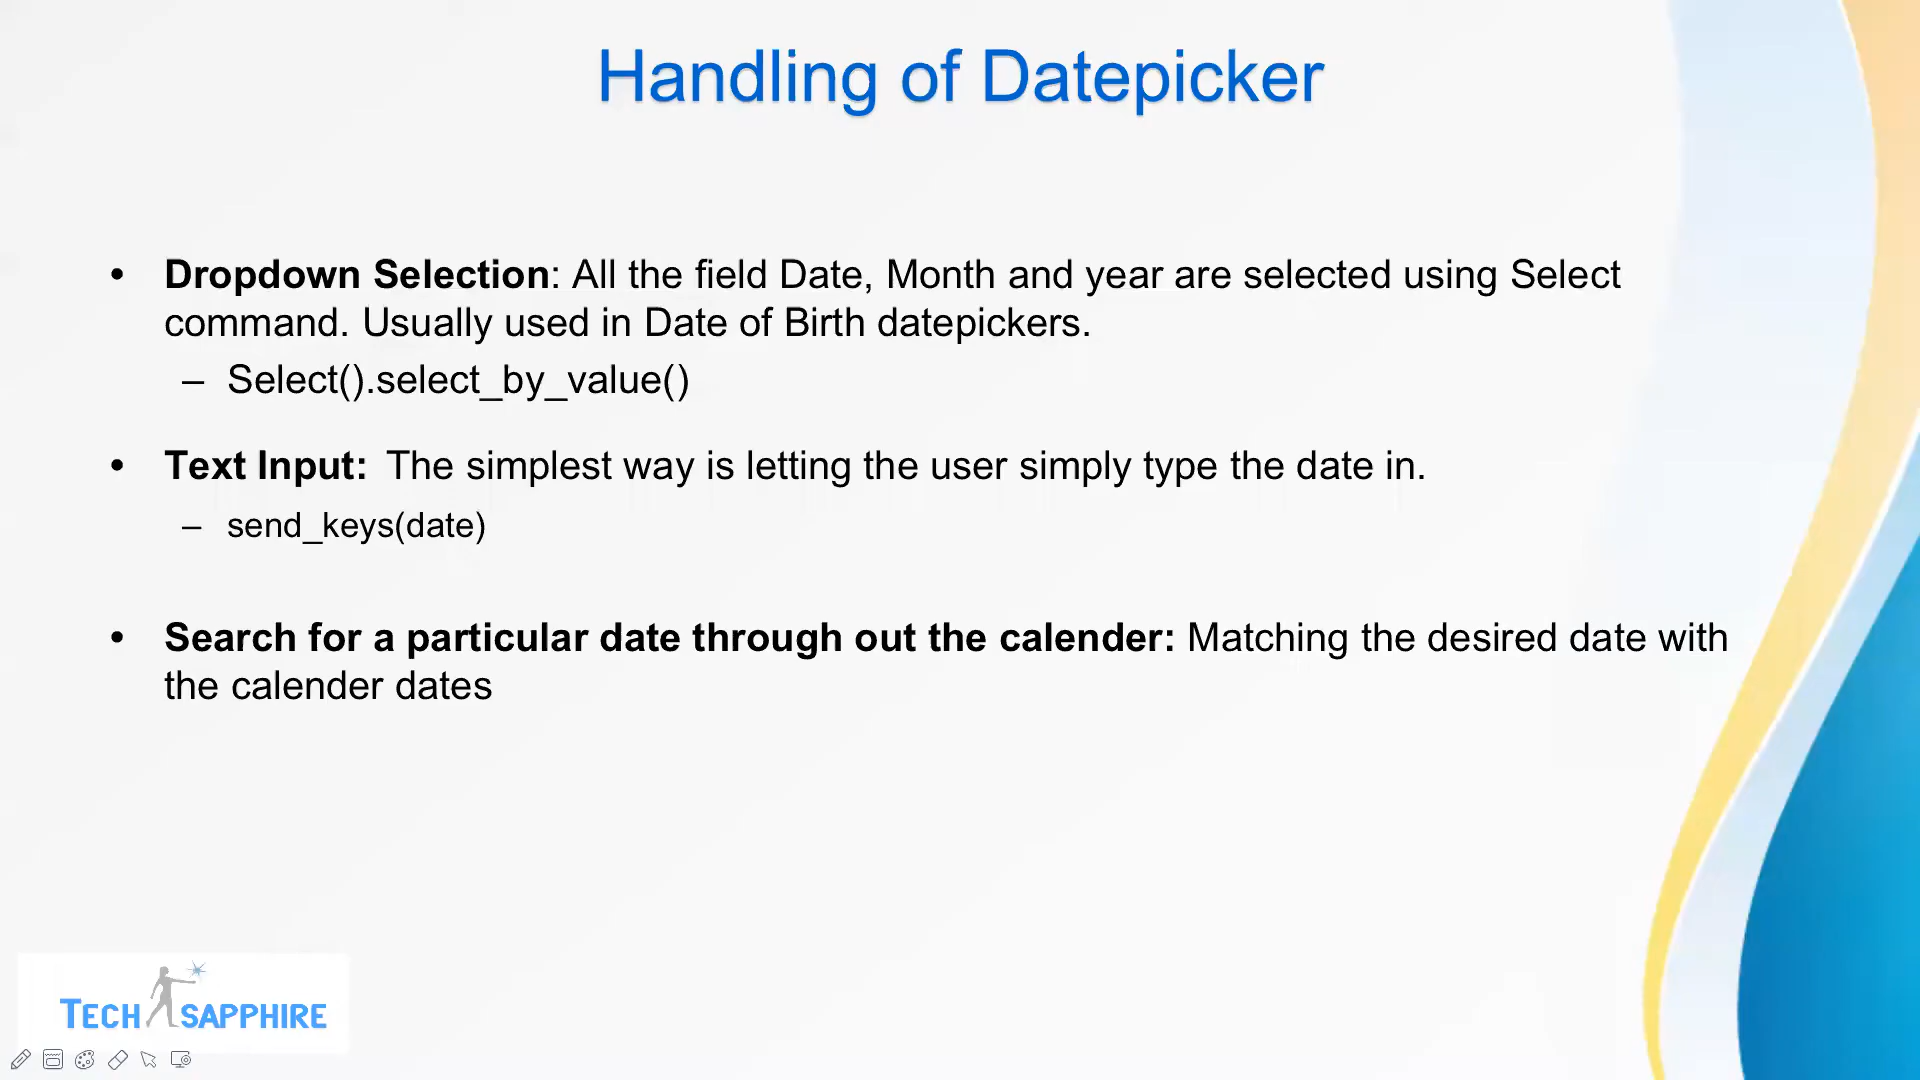 Handling of Datepicker
• Dropdown Selection: All the field Date, Month and year are selected using Select
command. Usually used in Date of Birth datepickers.
– Select().select_by_value()
• Text Input: The simplest way is letting the user simply type the date in.
– send_keys(date)
• Search for a particular date through out the calender: Matching the desired date with
the calender dates
TECH SAPPHIRE